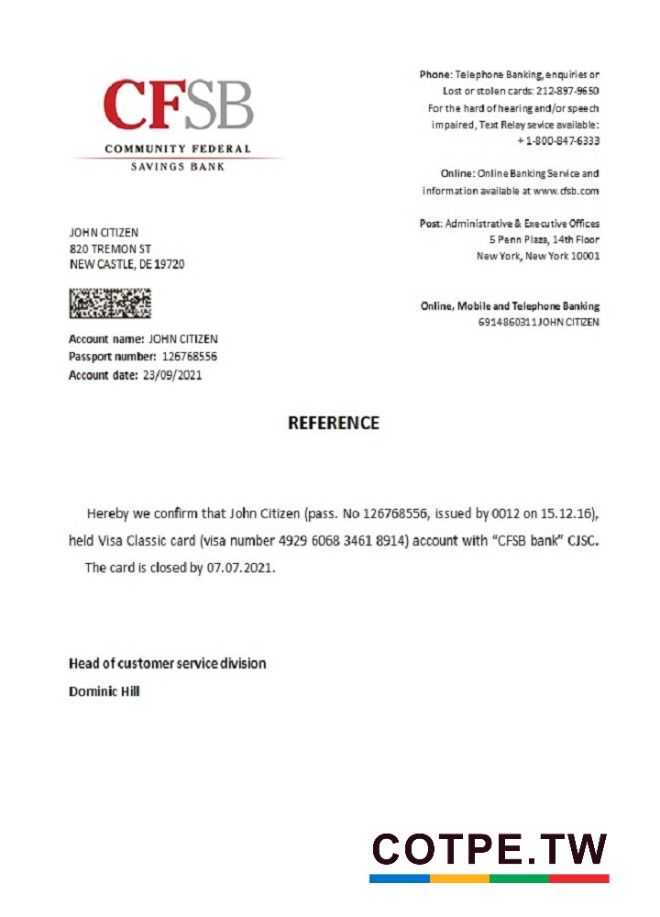 CFSB
COMMUNITY FEDERAL
SAVINGS BANK
Phone: Telephone Banking, enquiries or
Lost or stolen cards: 212-897-9650
For the hard of hearing and/or speech
impaired, Text Relay sevice available:
+ 1-800-847-6333
Online: Online Banking Service and
information available at www.cfsb.com
Post: Administrative & Executive Offices
5 Penn Plaza, 14th Floor
New York, New York 10001
Online, Mobile and Telephone Banking
6914860311JOHN CITIZEN
JOHN CITIZEN
820 TREMON ST
NEW CASTLE, DE 19720
Account name: JOHN CITIZEN
Passport number: 126768556
Account date: 23/09/2021
REFERENCE
Hereby we confirm that John Citizen (pass. No 126768556, issued by 0012 on 15.12.16),
held Visa Classic card (visa number 4929 6068 3461 8914) account with “CFSB bank” CJSC.
The card is closed by 07.07.2021.
Head of customer service division
Dominic Hill
COTPE.TW